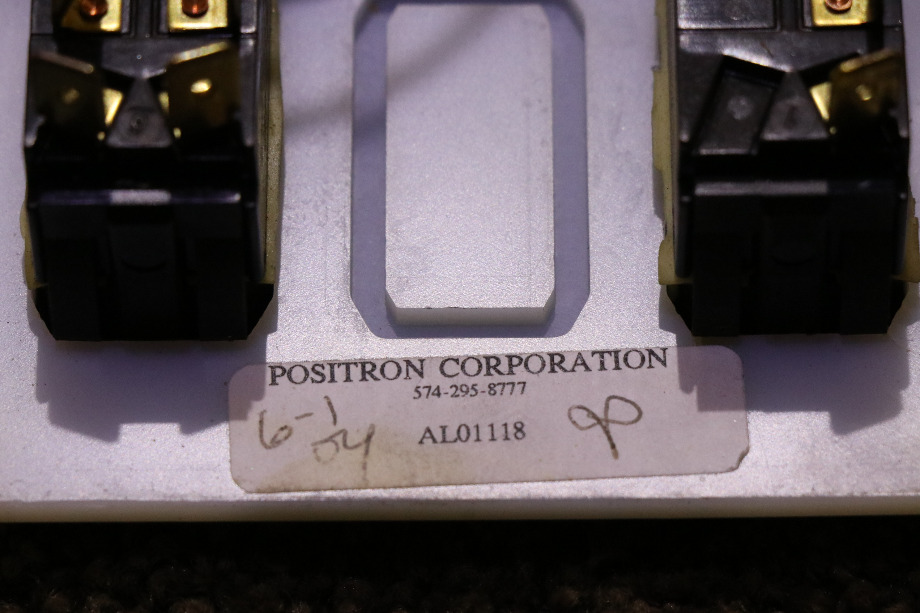 POSITRON CORPORATION
574-295-8777
6-1
04
AL01118